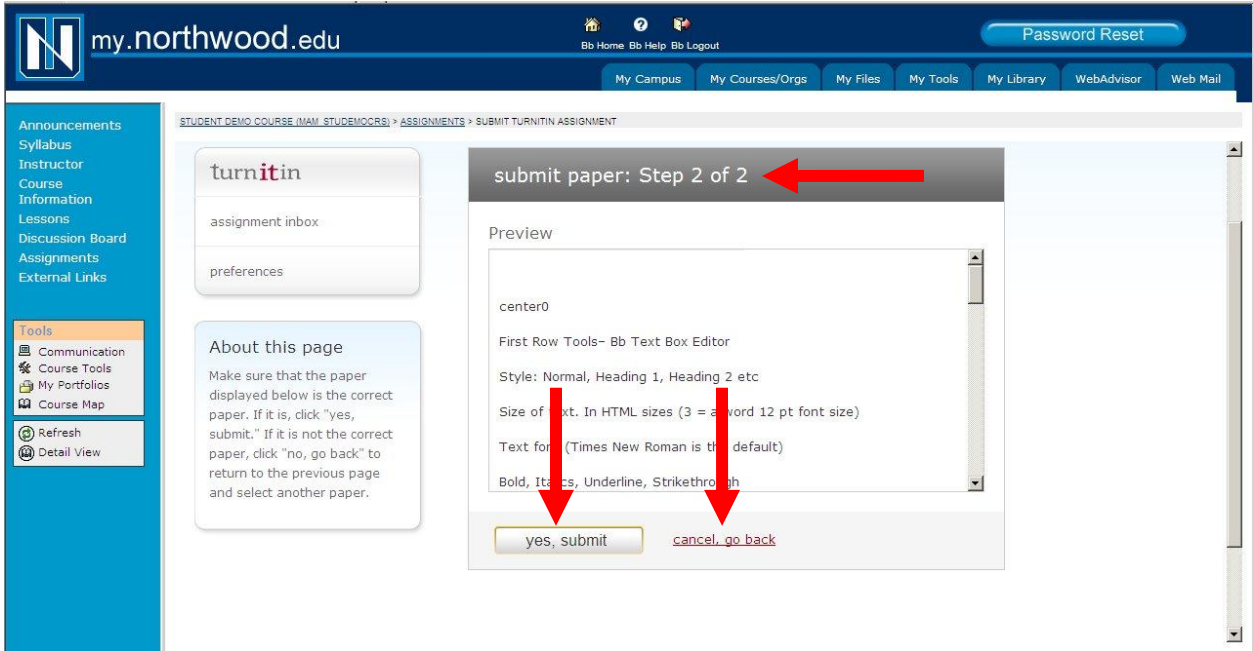 my.northwood.edu
Bb Home Bb Help Bb Logout
Password Reset
My Campus My Courses/Orgs My Files My Tools My Library WebAdvisor Web Mail
Announcements
Syllabus
Instructor
Course
Information
Lessons
Discussion Board
Assignments
External Links
Tools
Communication
Course Tools
My Portfolios
Course Map
Refresh
Detail View
STUDENT DEMO COURSE (MAM_STUDEMOCRS) > ASSIGNMENTS > SUBMIT TURNITIN ASSIGNMENT
turnitin
assignment inbox
preferences
About this page
Make sure that the paper
displayed below is the correct
paper. If it is, click "yes,
submit." If it is not the correct
paper, click "no, go back" to
return to the previous page
and select another paper.
submit paper: Step 2 of 2
Preview
center0
First Row Tools– Bb Text Box Editor
Style: Normal, Heading 1, Heading 2 etc
Size of text. In HTML sizes (3 = a word 12 pt font size)
Text font (Times New Roman is the default)
Bold, Italics, Underline, Strikethrough
yes, submit
cancel, go back